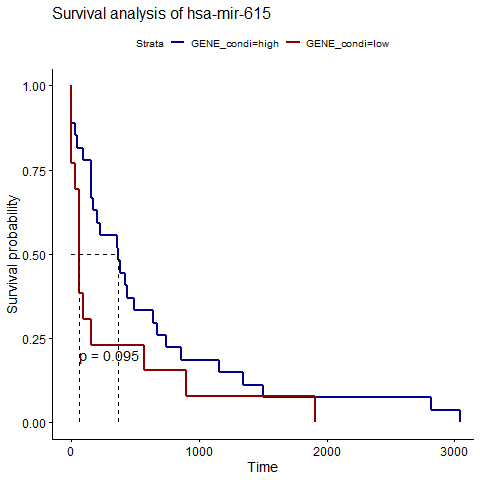 Survival analysis of hsa-mir-615
Strata GENE_condi=high GENE_condi=low
1.00
0.75
0.50
0.25
0.00
Survival probability
p = 0.095
0 1000 2000 3000
Time